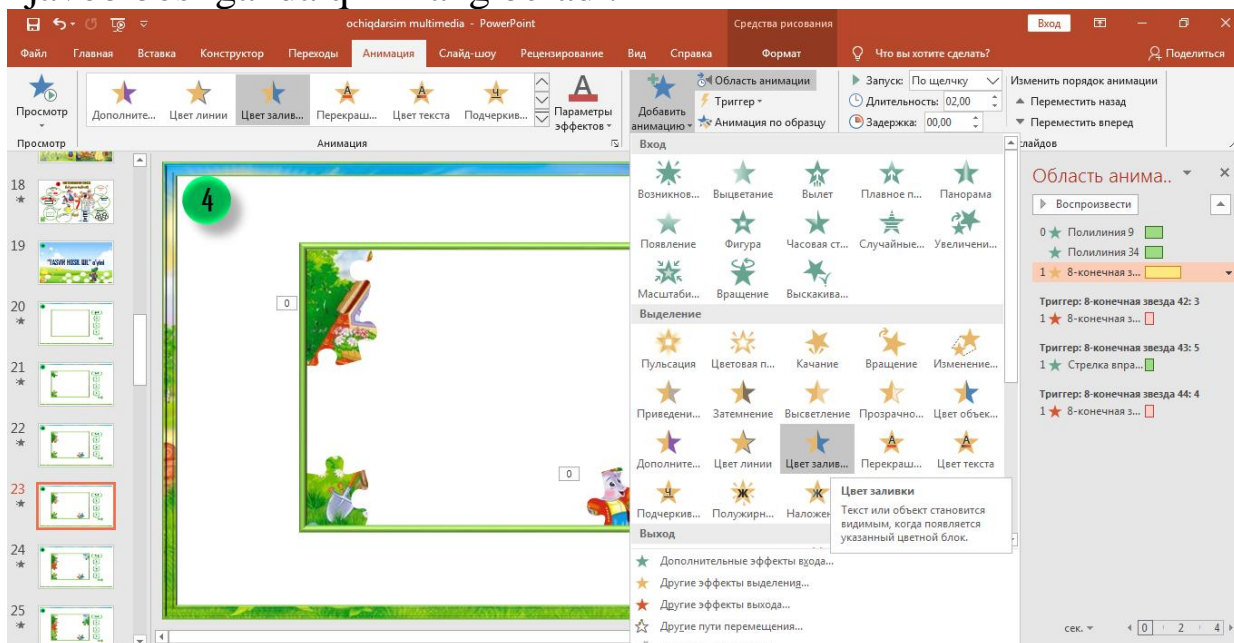 ochiqdarsim multimedia - PowerPoint
Средства рисования
Вход
Файл Главная Вставка Конструктор Переходы Анимация Слайд-шоу Рецензирование Вид Справка Формат Что вы хотите сделать? Поделиться
Просмотр
Дополните... Цвет линии Цвет залив... Перекраш... Цвет текста Подчеркив...
Параметры эффектов
Добавить анимацию
Область анимации
Триггер
Анимация по образцу
Запуск: По щелчку
Длительность: 02,00
Задержка: 00,00
Изменить порядок анимации
Переместить назад
Переместить вперед
Просмотр
Анимация
слайдов
18
19
"TASVIR HOSIL QIL" o'yini
20
21
22
23
24
25
4
0
0
Вход
Возникнов... Выцветание Вылет Плавное п... Панорама
Появление Фигура Часовая ст... Случайные... Увеличени...
Масштаби... Вращение Выскакива...
Выделение
Пульсация Цветовая п... Качание Вращение Изменение...
Приведени... Затемнение Высветление Прозрачно... Цвет объек...
Дополните... Цвет линии Цвет залив... Перекраш... Цвет текста
Подчеркив... Полужирн... Наложен
Цвет заливки
Текст или объект становится
видимым, когда появляется
указанный цветной блок.
Выход
Дополнительные эффекты входа...
Другие эффекты выделения...
Другие эффекты выхода...
Другие пути перемещения...
Область анима..
Воспроизвести
0 Полилиния 9
Полилиния 34
1 8-конечная з...
Триггер: 8-конечная звезда 42: 3
1 8-конечная з...
Триггер: 8-конечная звезда 43: 5
1 Стрелка впра...
Триггер: 8-конечная звезда 44: 4
1 8-конечная з...
сек. 0 2 4